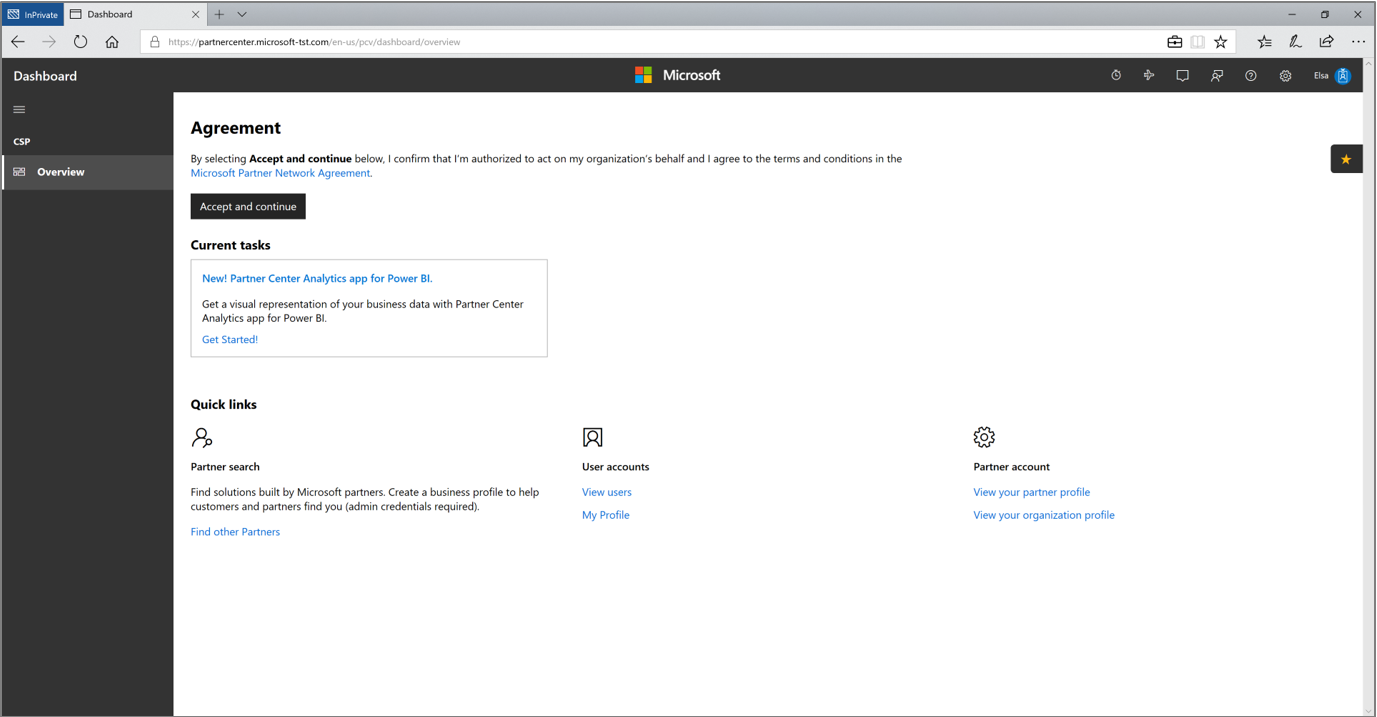 InPrivate
Dashboard
https://partnercenter.microsoft-tst.com/en-us/pcv/dashboard/overview
Dashboard
Microsoft
Elsa
CSP
Overview
Agreement
By selecting Accept and continue below, I confirm that I'm authorized to act on my organization's behalf and I agree to the terms and conditions in the
Microsoft Partner Network Agreement.
Accept and continue
Current tasks
New! Partner Center Analytics app for Power BI.
Get a visual representation of your business data with Partner Center
Analytics app for Power BI.
Get Started!
Quick links
Partner search
Find solutions built by Microsoft partners. Create a business profile to help
customers and partners find you (admin credentials required).
Find other Partners
User accounts
View users
My Profile
Partner account
View your partner profile
View your organization profile